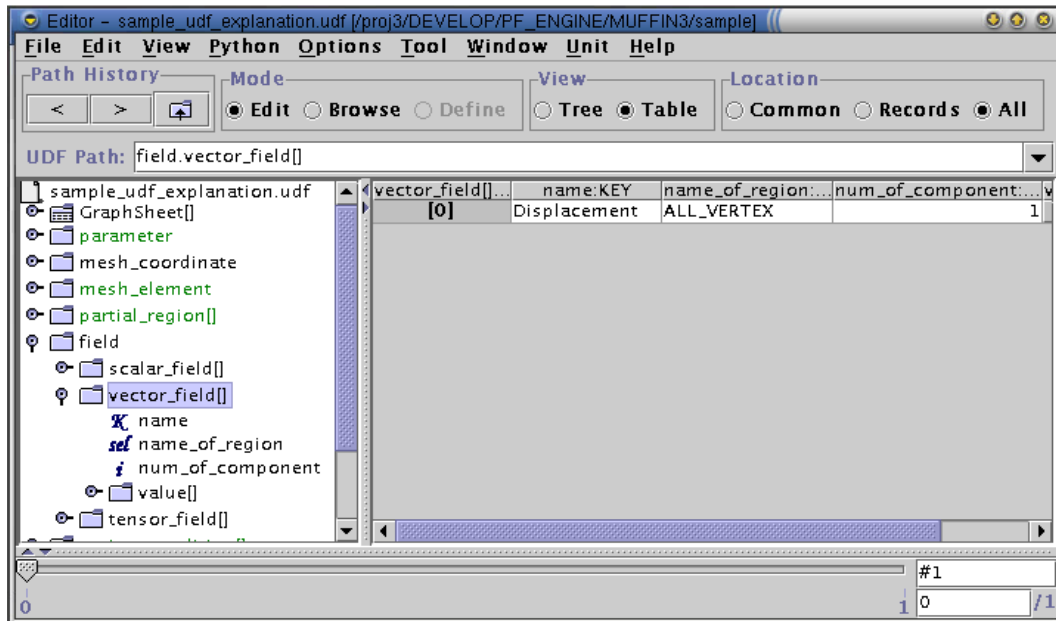 Editor – sample_udf_explanation.udf [/proj3/DEVELOP/PF_ENGINE/MUFFIN3/sample]
File Edit View Python Options Tool Window Unit Help
Path History Mode View Location
< > Edit Browse Define Tree Table Common Records All
UDF Path: field.vector_field[]
sample_udf_explanation.udf vector_field[]... name:KEY name_of_region:... num_of_component:... v
GraphSheet[] [0] Displacement ALL_VERTEX 1
parameter
mesh_coordinate
mesh_element
partial_region[]
field
scalar_field[]
vector_field[]
K name
sel name_of_region
i num_of_component
value[]
tensor_field[]
#1
0 1 0 /1